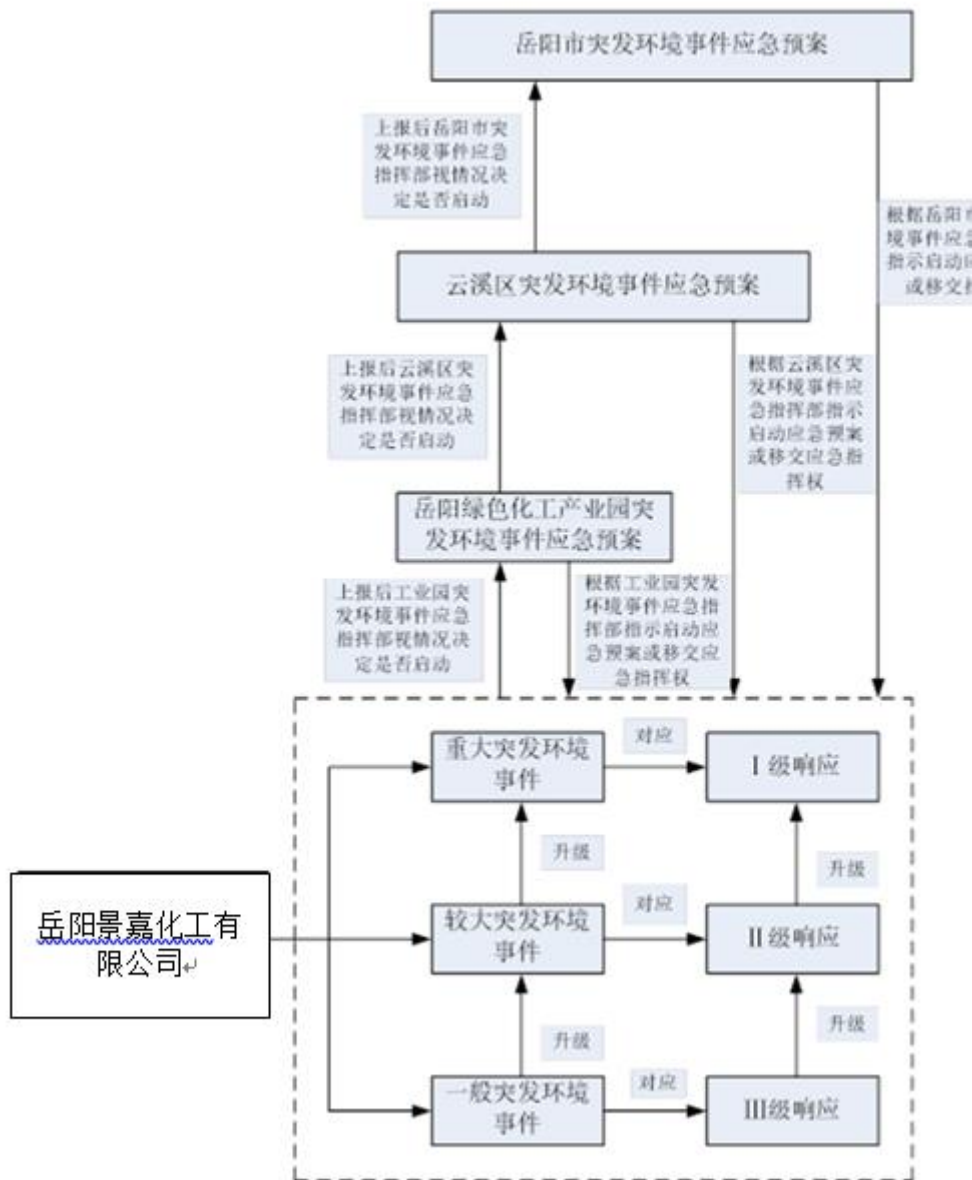 岳阳市突发环境事件应急预案
上报后岳阳市突
发环境事件应急
指挥部视情况决
定是否启动
根据岳阳市
境事件应急
指示启动应
或移交指
云溪区突发环境事件应急预案
上报后云溪区突
发环境事件应急
指挥部视情况决
定是否启动
根据云溪区突
发环境事件应
急指挥部指示
启动应急预案
或移交应急指
挥权
岳阳绿色化工产业园突
发环境事件应急预案
上报后工业园突
发环境事件应急
指挥部视情况决
定是否启动
根据工业园突发
环境事件应急指
挥部指示启动应
急预案或移交应
急指挥权
重大突发环境
事件
对应
Ⅰ级响应
升级
升级
岳阳景嘉化工有
限公司
较大突发环境
事件
对应
Ⅱ级响应
升级
升级
一般突发环境
事件
对应
Ⅲ级响应